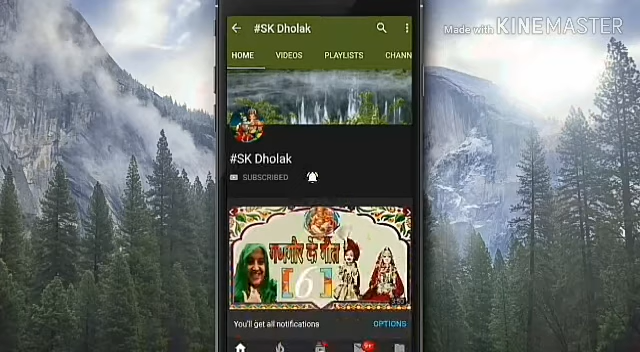 #SK Dholak
Made with KINEMASTER
HOME VIDEOS PLAYLISTS CHANN
#SK Dholak
SUBSCRIBED
गणगौर के गीत
[6]
You'll get all notifications OPTIONS